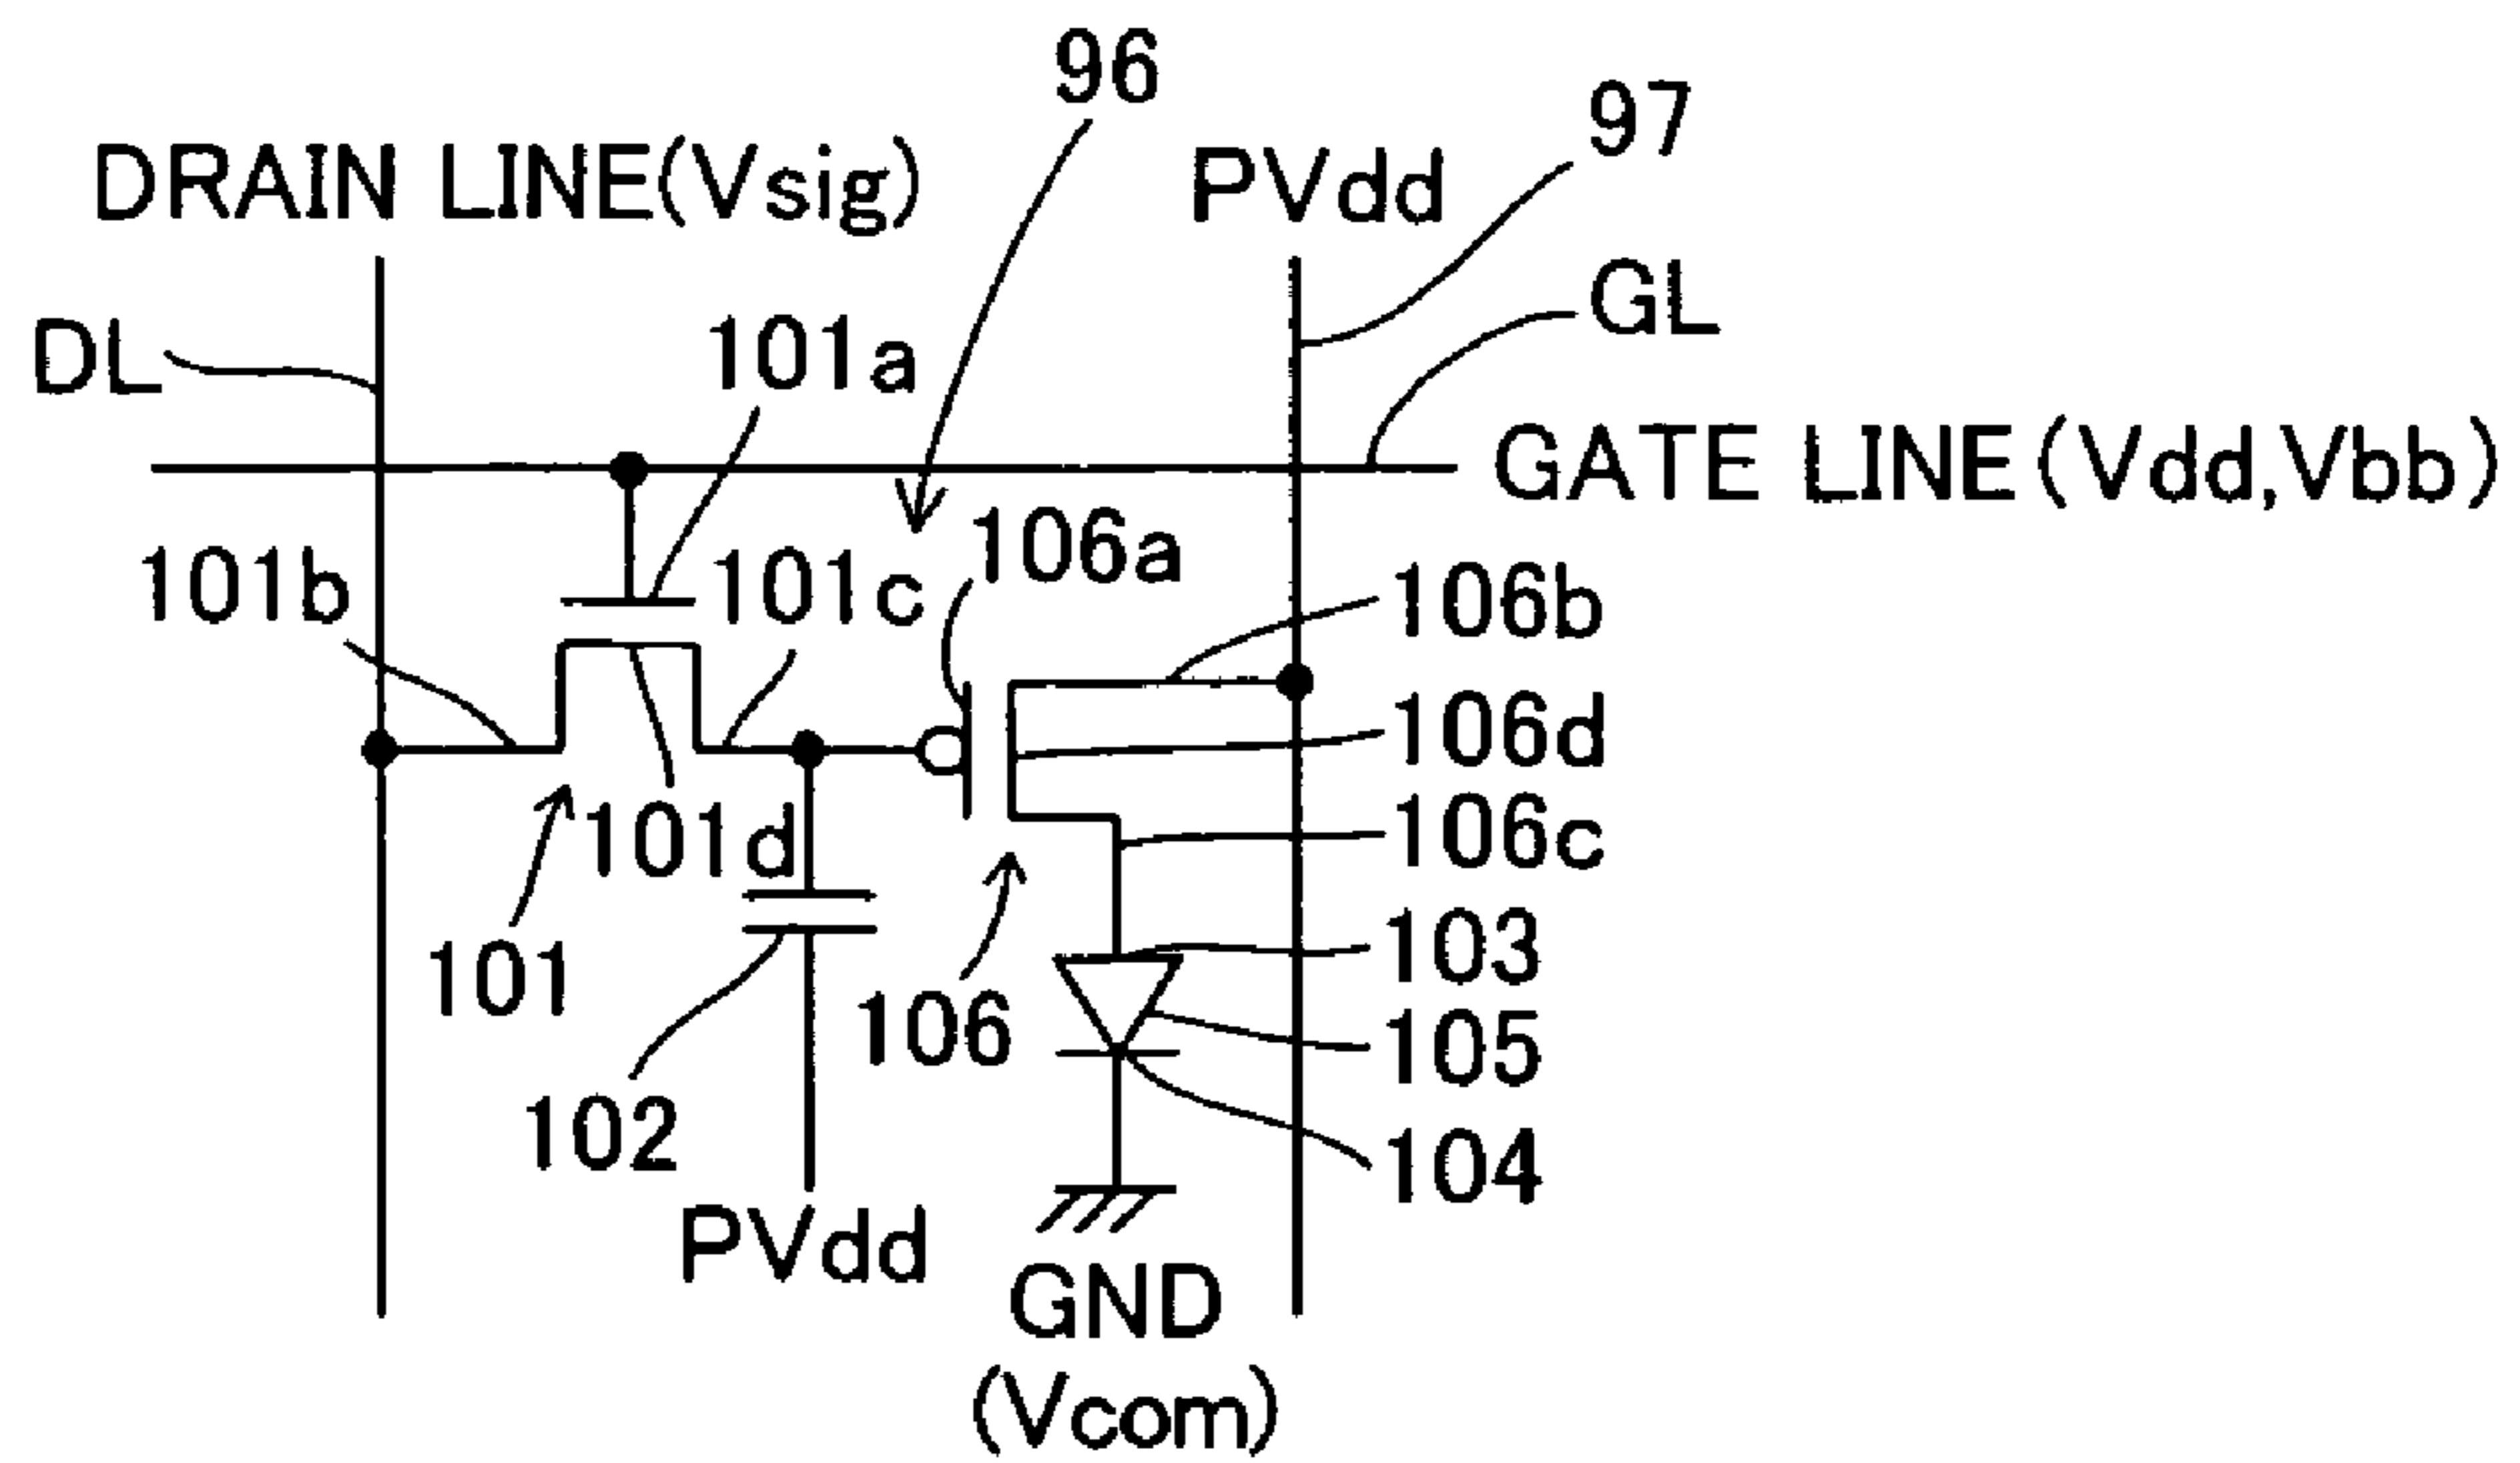 96
97
DRAIN LINE(Vsig)
PVdd
GL
DL
101a
GATE LINE(Vdd,Vbb)
106a
101b
101c
106b
106d
101d
106c
103
101
106
105
102
104
PVdd
GND
(Vcom)